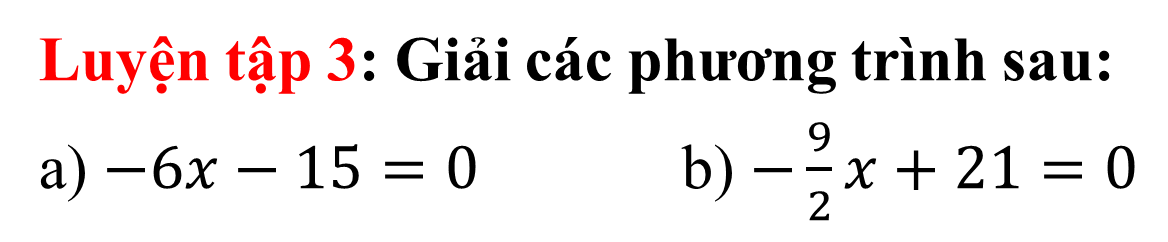 Luyện tập 3: Giải các phương trình sau:
a) −6x − 15 = 0 b) −9/2 x + 21 = 0